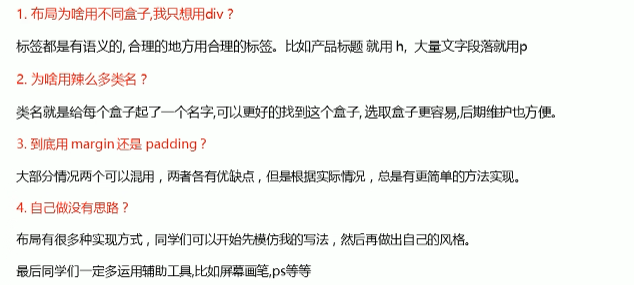 1. 布局为啥用不同盒子,我只想用div？
标签都是有语义的, 合理的地方用合理的标签。比如产品标题 就用 h, 大量文字段落就用p
2. 为啥用辣么多类名？
类名就是给每个盒子起了一个名字,可以更好的找到这个盒子, 选取盒子更容易,后期维护也方便。
3. 到底用 margin 还是 padding？
大部分情况两个可以混用，两者各有优缺点，但是根据实际情况，总是有更简单的方法实现。
4. 自己做没有思路？
布局有很多种实现方式，同学们可以开始先模仿我的写法，然后再做出自己的风格。
最后同学们一定多运用辅助工具,比如屏幕画笔,ps等等